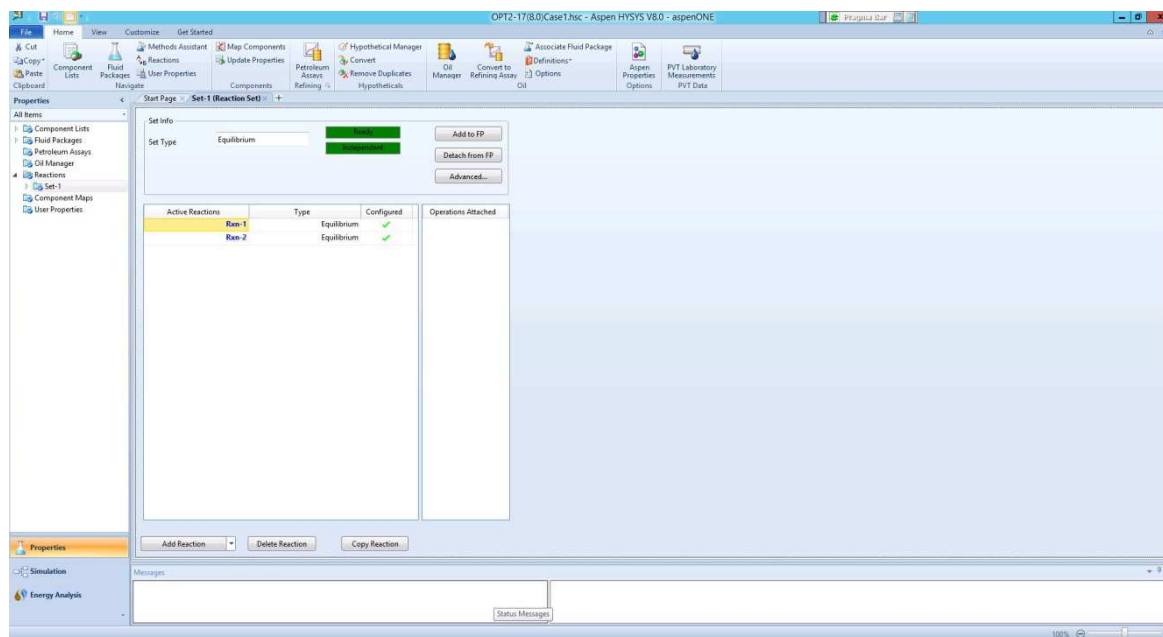 OPT2-17(8.0)Case1.hsc - Aspen HYSYS V8.0 - aspenONE
Pragma Bar
File Home View Customize Get Started
Cut
Copy
Paste
Clipboard
Component Lists
Fluid Packages
Methods Assistant
Reactions
User Properties
Navigate
Map Components
Update Properties
Components
Petroleum Assays
Refining
Hypothetical Manager
Convert
Remove Duplicates
Hypotheticals
Oil Manager
Convert to Refining Assay
Associate Fluid Package
Definitions
Options
Oil
Aspen Properties
Options
PVT Laboratory Measurements
PVT Data
Properties <
All Items
Component Lists
Fluid Packages
Petroleum Assays
Oil Manager
Reactions
Set-1
Component Maps
User Properties
Properties
Simulation
Energy Analysis
Start Page Set-1 (Reaction Set) +
Set Info
Set Type Equilibrium
Ready
Independent
Add to FP
Detach from FP
Advanced...
Active Reactions Type Configured Operations Attached
Rxn-1 Equilibrium
Rxn-2 Equilibrium
Add Reaction Delete Reaction Copy Reaction
Messages
Status Messages
100%